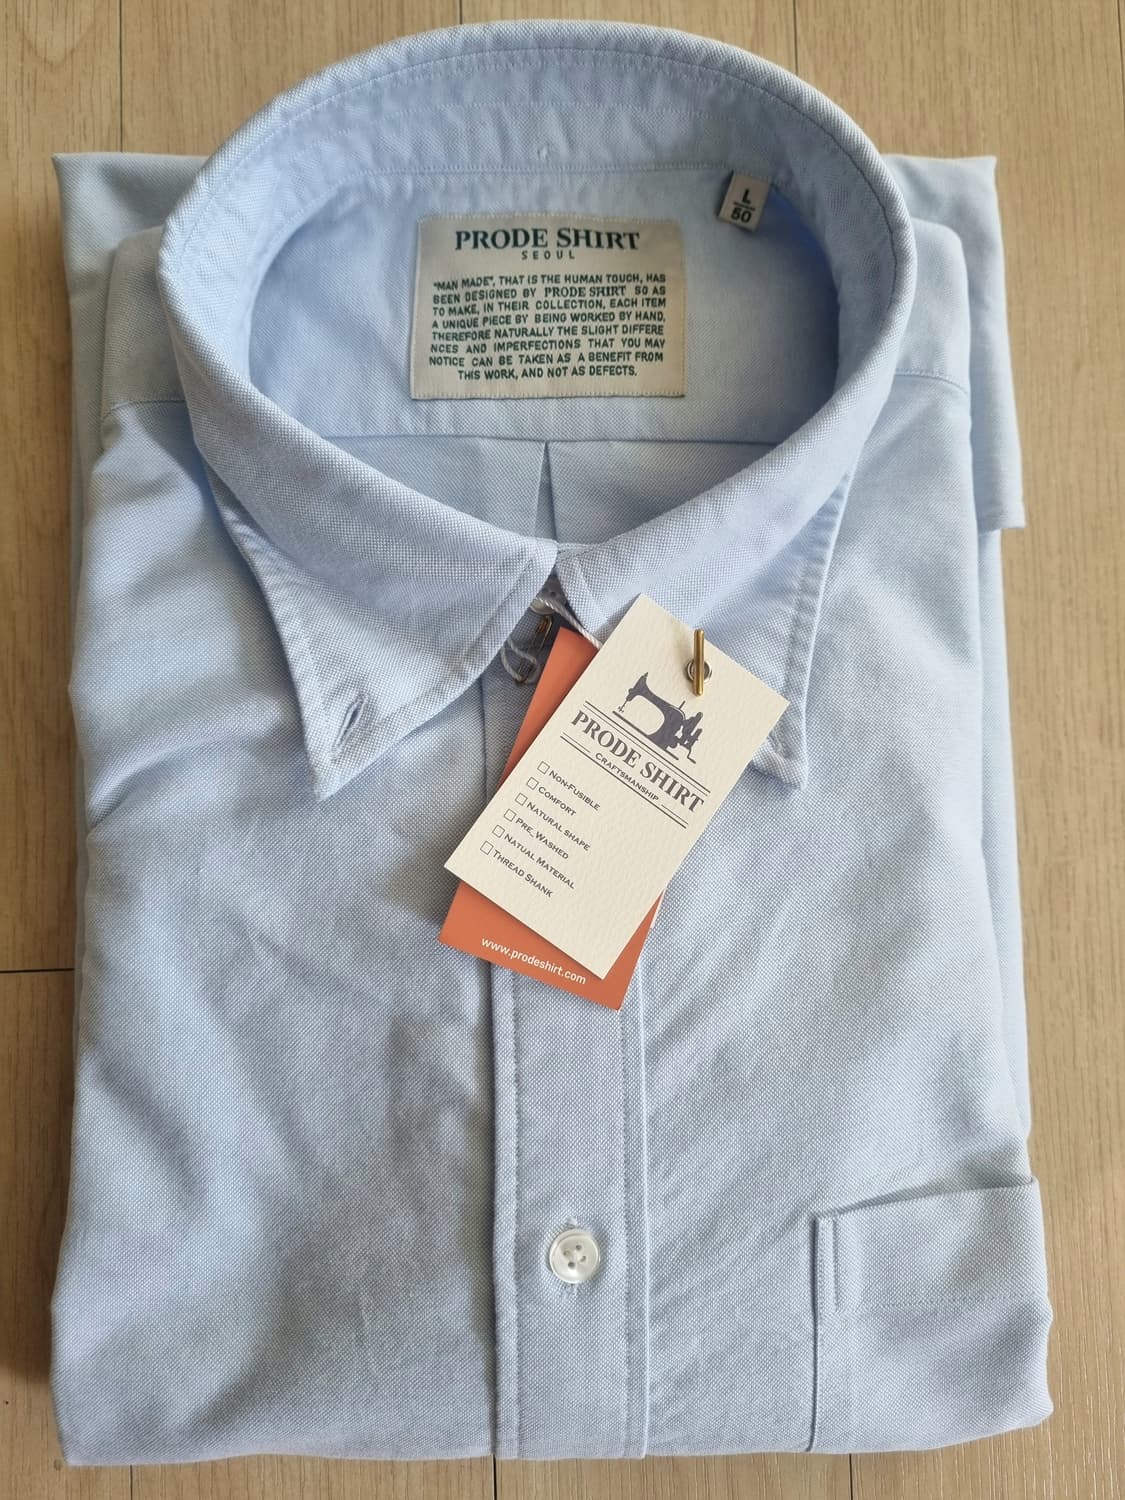 PRODE SHIRT
SEOUL
"MAN MADE", THAT IS THE HUMAN TOUCH, HAS
BEEN DESIGNED BY PRODE SHIRT SO AS
TO MAKE, IN THEIR COLLECTION, EACH ITEM
A UNIQUE PIECE BY BEING WORKED BY HAND,
THEREFORE NATURALLY THE SLIGHT DIFFERE
NCES AND IMPERFECTIONS THAT YOU MAY
NOTICE CAN BE TAKEN AS A BENEFIT FROM
THIS WORK, AND NOT AS DEFECTS.
L
50
PRODE SHIRT
CRAFTSMANSHIP
NON-FUSIBLE
COMFORT
NATURAL SHAPE
PRE_WASHED
NATUAL MATERIAL
THREAD SHANK
www.prodeshirt.com